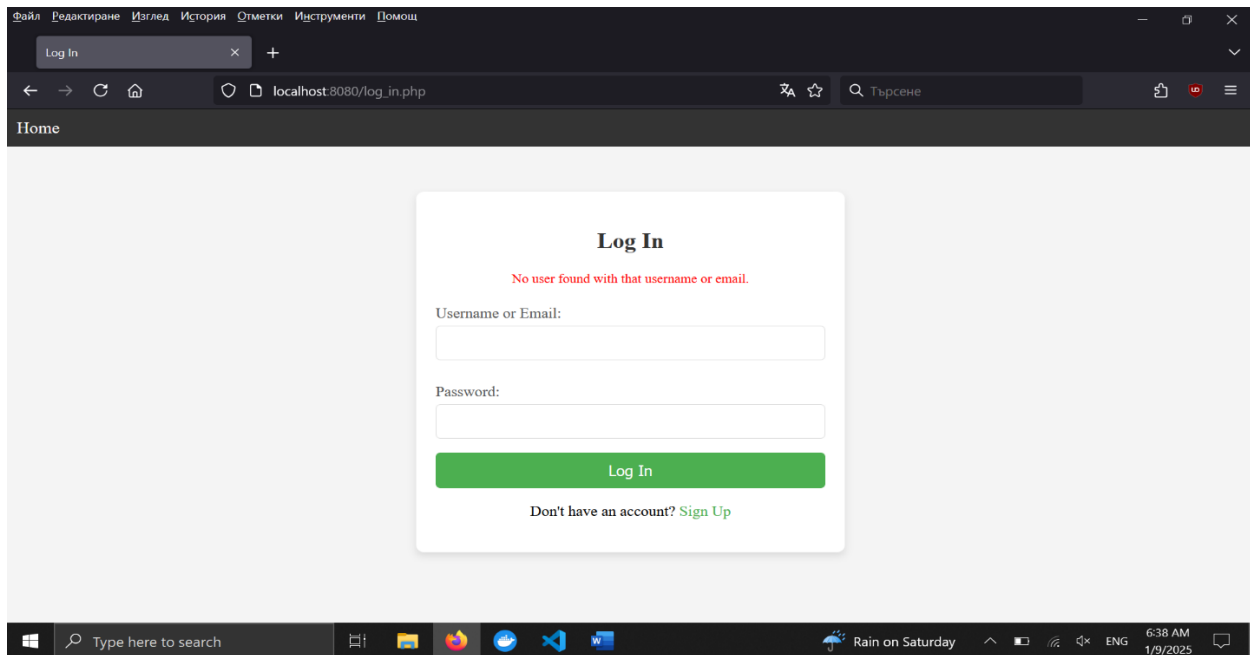 Файл Редактиране Изглед История Отметки Инструменти Помощ
Log In
localhost:8080/log_in.php
Търсене
Home
Log In
No user found with that username or email.
Username or Email:
Password:
Log In
Don't have an account? Sign Up
Type here to search
Rain on Saturday
ENG
6:38 AM
1/9/2025